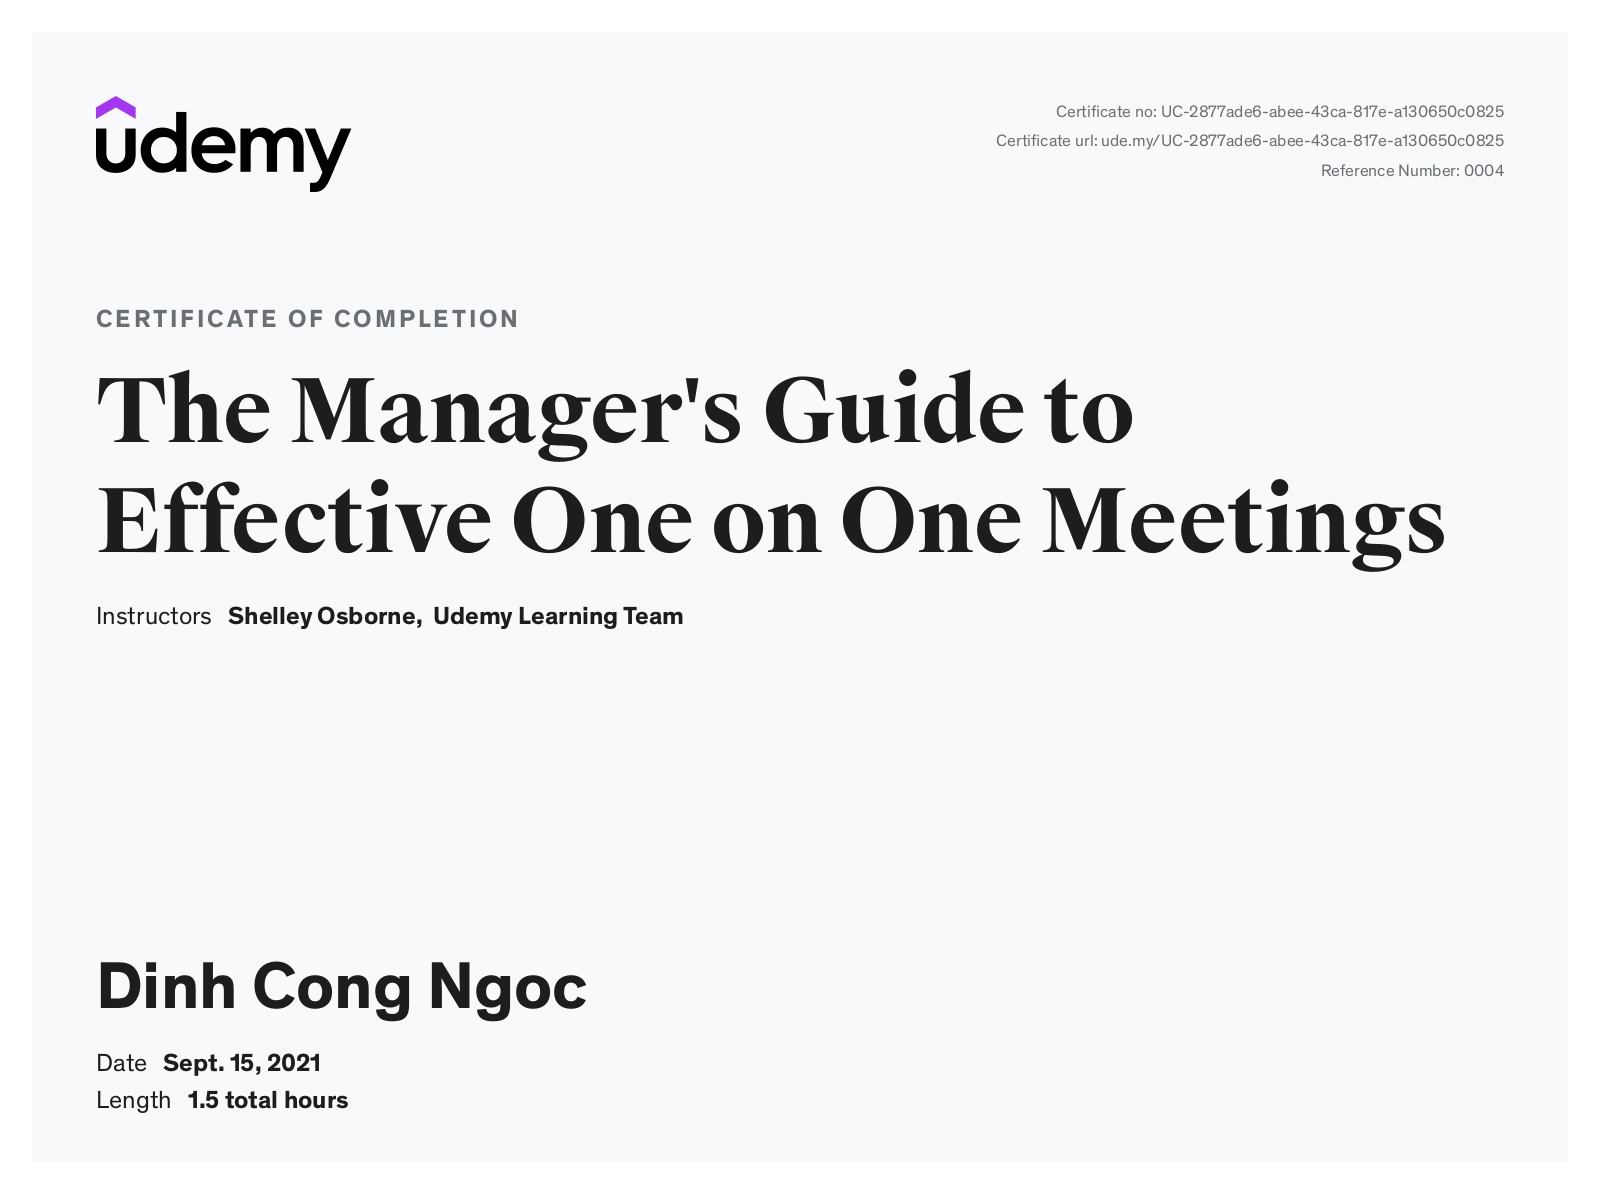 udemy
Certificate no: UC-2877ade6-abee-43ca-817e-a130650c0825
Certificate url: ude.my/UC-2877ade6-abee-43ca-817e-a130650c0825
Reference Number: 0004
CERTIFICATE OF COMPLETION
The Manager's Guide to
Effective One on One Meetings
Instructors Shelley Osborne, Udemy Learning Team
Dinh Cong Ngoc
Date Sept. 15, 2021
Length 1.5 total hours